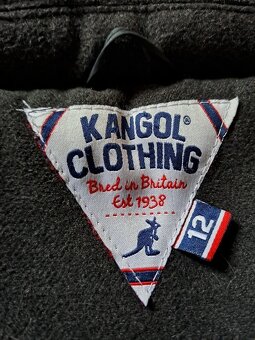 KANGOL®
CLOTHING
Bred in Britain
Est 1938
12